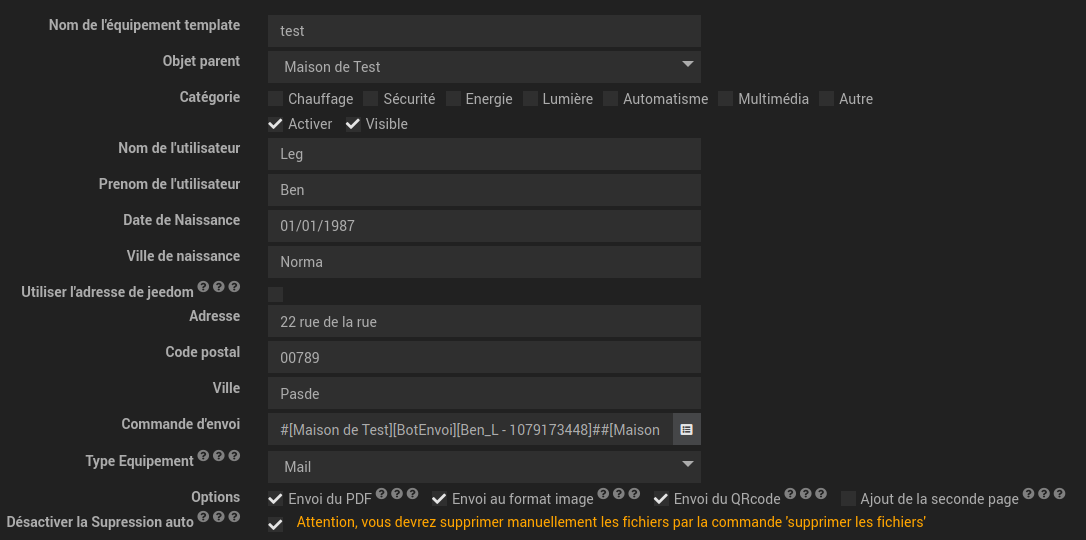 Nom de l'équipement template test
Objet parent Maison de Test
Catégorie Chauffage Sécurité Energie Lumière Automatisme Multimédia Autre
Activer Visible
Nom de l'utilisateur Leg
Prenom de l'utilisateur Ben
Date de Naissance 01/01/1987
Ville de naissance Norma
Utiliser l'adresse de jeedom ? ? ?
Adresse 22 rue de la rue
Code postal 00789
Ville Pasde
Commande d'envoi #[Maison de Test][BotEnvoi][Ben_L - 1079173448]##[Maison
Type Equipement ? ? ? Mail
Options Envoi du PDF ? ? ? Envoi au format image ? ? ? Envoi du QRcode ? ? ? Ajout de la seconde page ? ? ?
Désactiver la Supression auto ? ? ? Attention, vous devrez supprimer manuellement les fichiers par la commande 'supprimer les fichiers'